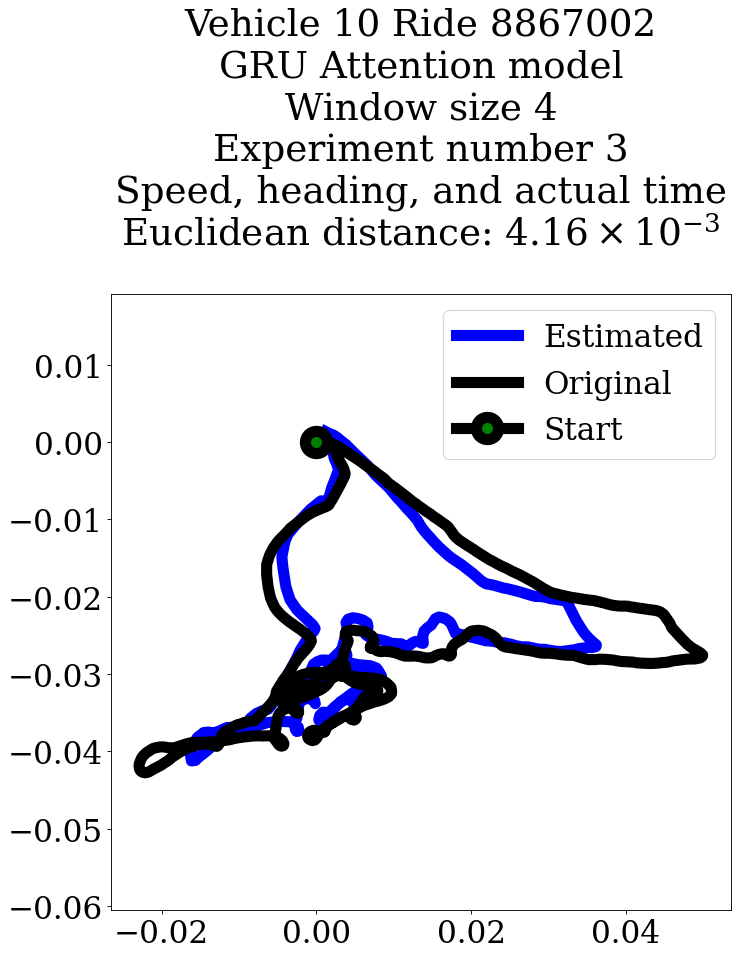 Vehicle 10 Ride 8867002
GRU Attention model
Window size 4
Experiment number 3
Speed, heading, and actual time
Euclidean distance: 4.16 × 10⁻³
Estimated
Original
Start
0.01
0.00
−0.01
−0.02
−0.03
−0.04
−0.05
−0.06
−0.02 0.00 0.02 0.04